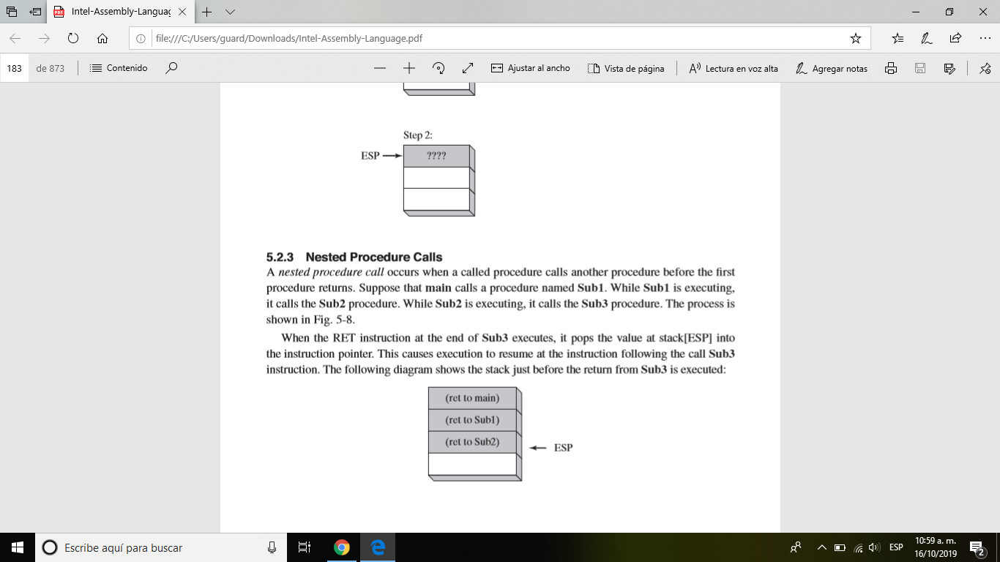 Intel-Assembly-Languag
file:///C:/Users/guard/Downloads/Intel-Assembly-Language.pdf
183 de 873 Contenido Ajustar al ancho Vista de página Lectura en voz alta Agregar notas
Step 2:
ESP ????
5.2.3 Nested Procedure Calls
A nested procedure call occurs when a called procedure calls another procedure before the first
procedure returns. Suppose that main calls a procedure named Sub1. While Sub1 is executing,
it calls the Sub2 procedure. While Sub2 is executing, it calls the Sub3 procedure. The process is
shown in Fig. 5-8.
When the RET instruction at the end of Sub3 executes, it pops the value at stack[ESP] into
the instruction pointer. This causes execution to resume at the instruction following the call Sub3
instruction. The following diagram shows the stack just before the return from Sub3 is executed:
(ret to main)
(ret to Sub1)
(ret to Sub2)
ESP
Escribe aquí para buscar
ESP
10:59 a. m.
16/10/2019
2